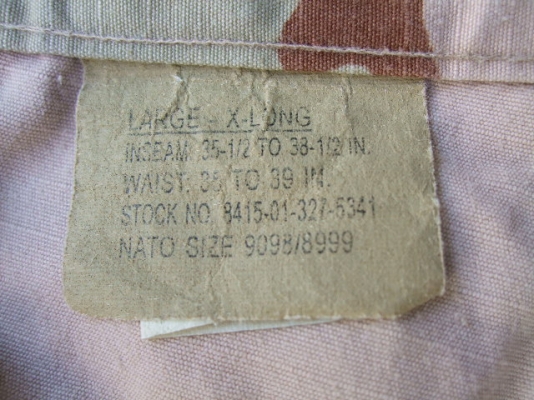 LARGE - X-LONG
INSEAM: 35-1/2 TO 38-1/2 IN.
WAIST: 35 TO 39 IN.
STOCK NO. 8415-01-327-5341
NATO SIZE 9098/8999